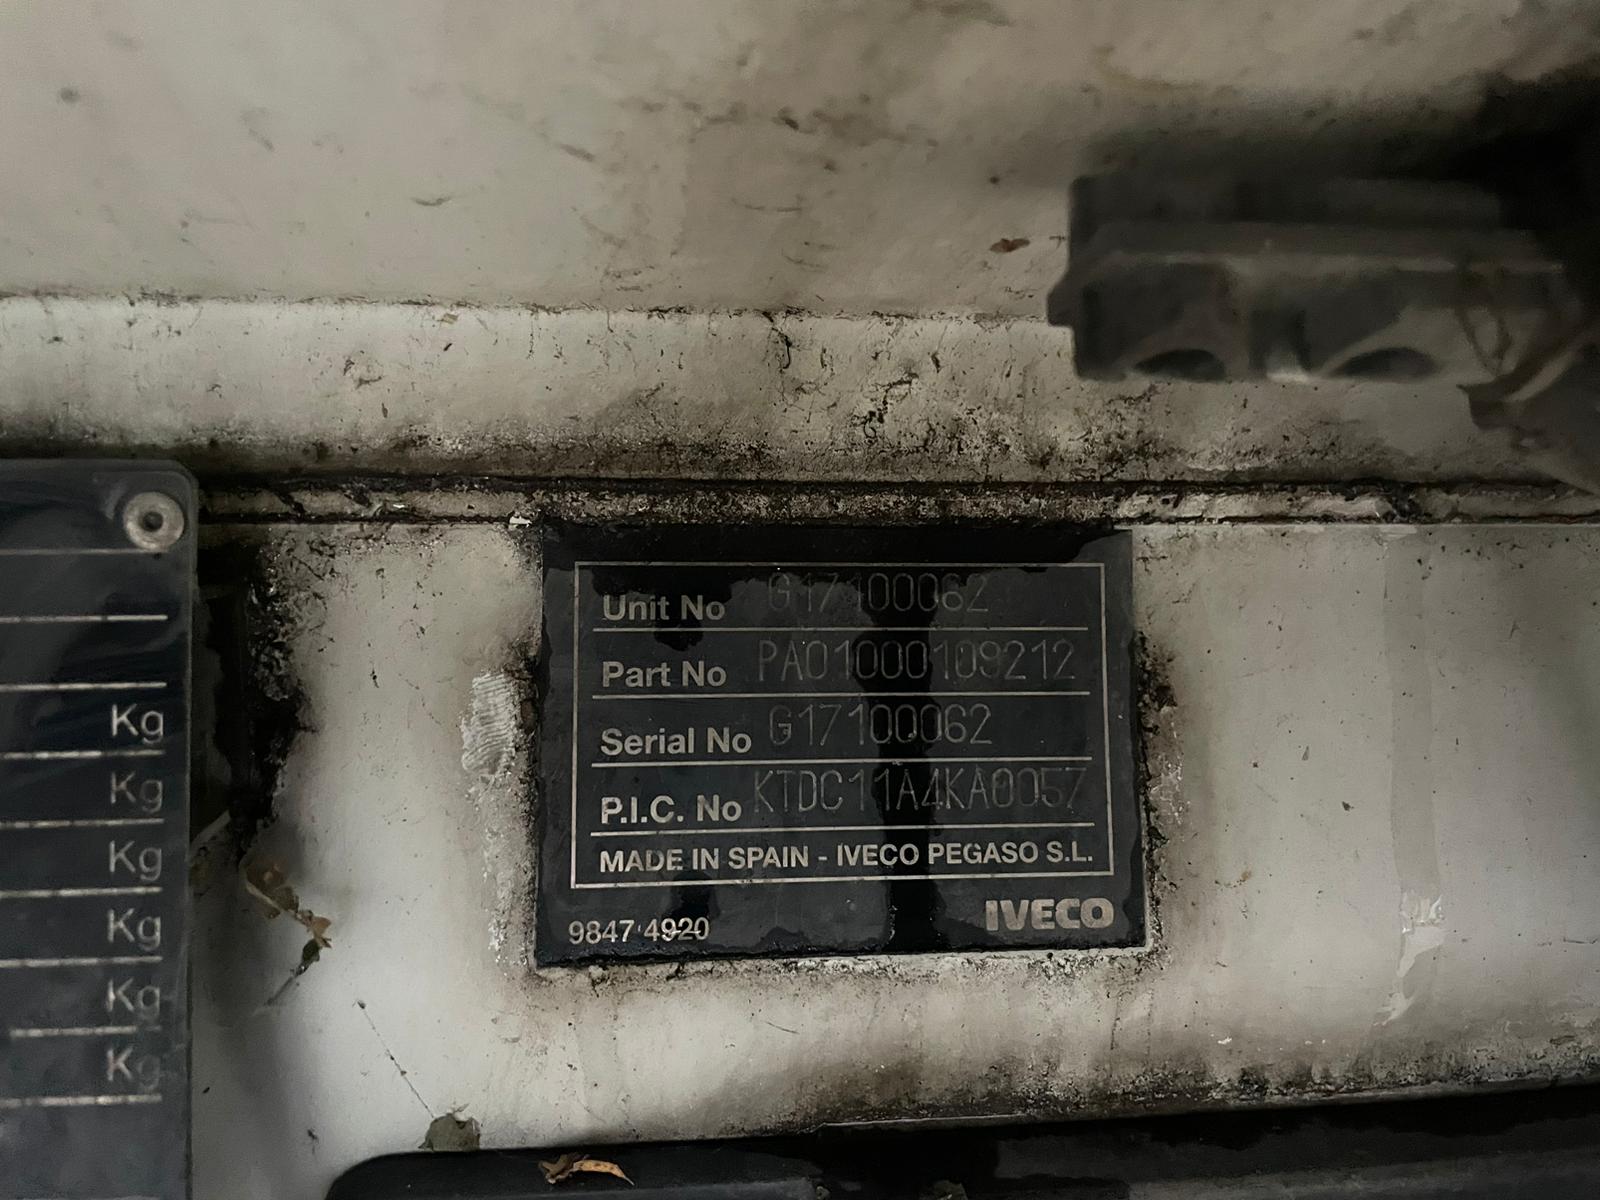 Unit No G17100062
Part No PA01000109212
Serial No G17100062
P.I.C. No KTDC11A4KA0057
MADE IN SPAIN - IVECO PEGASO S.L.
9847 4920 IVECO
Kg
Kg
Kg
Kg
Kg
Kg